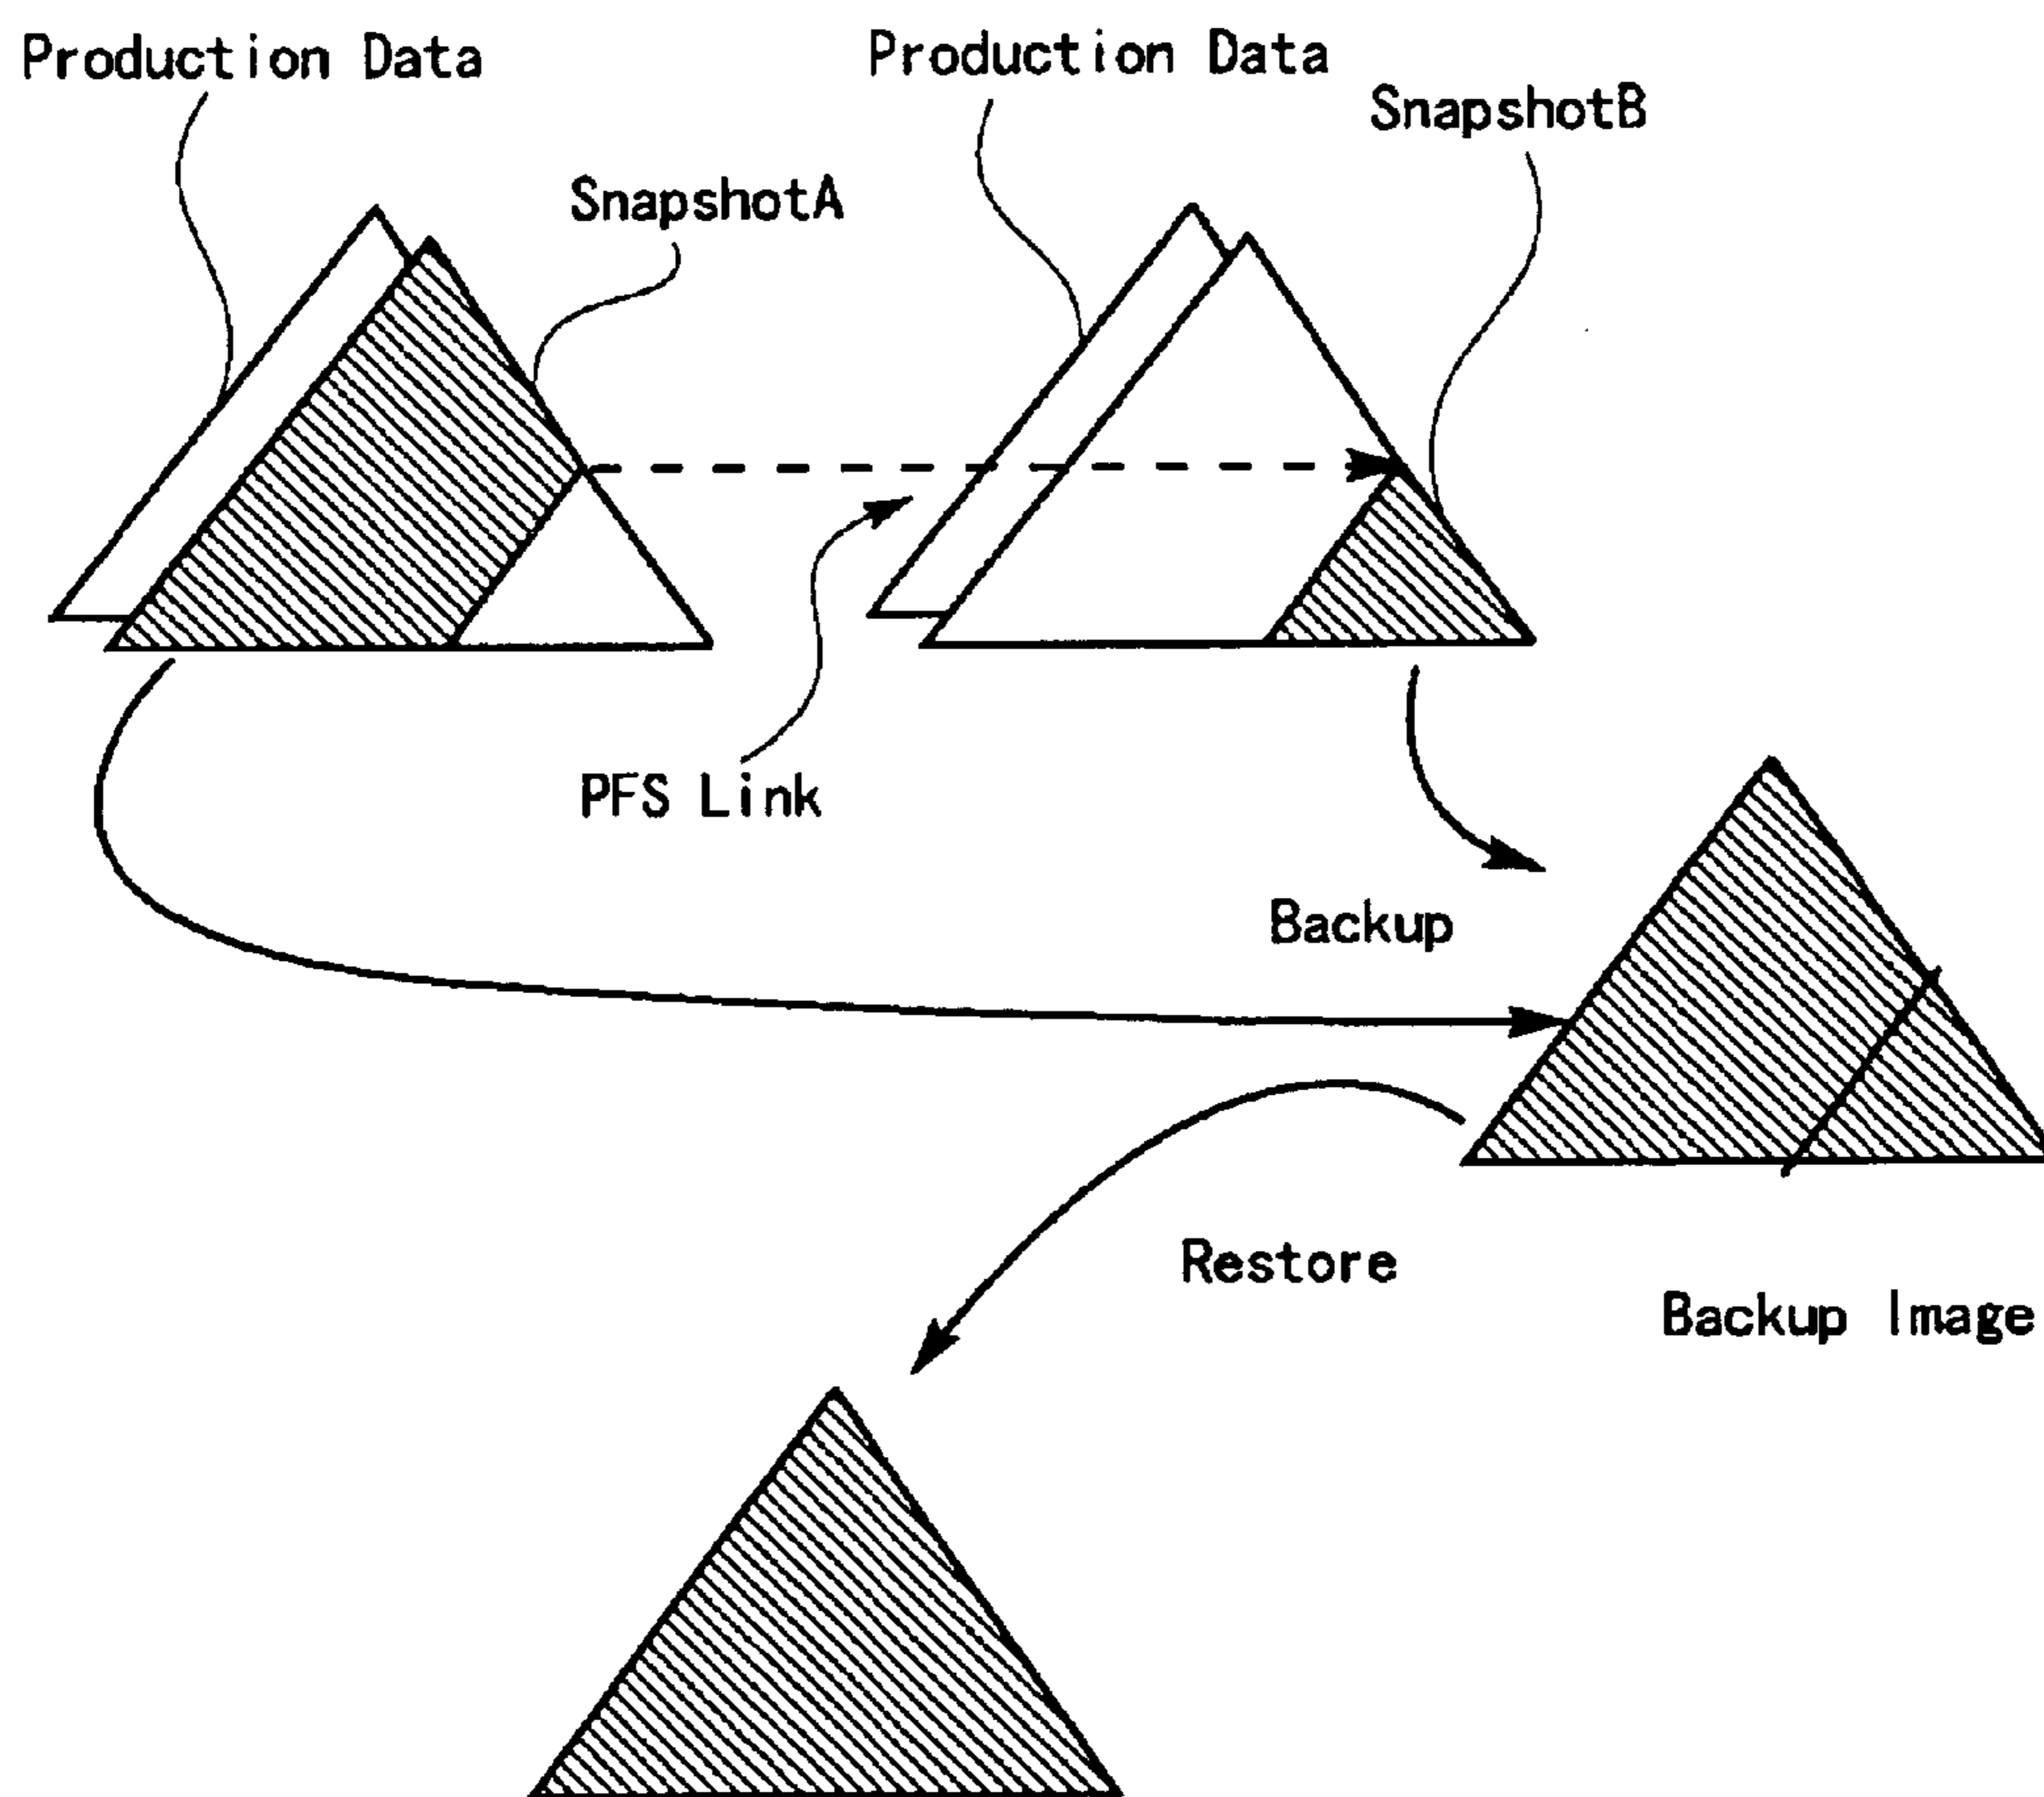 Production Data
Production Data
SnapshotB
SnapshotA
PFS Link
Backup
Restore
Backup Image